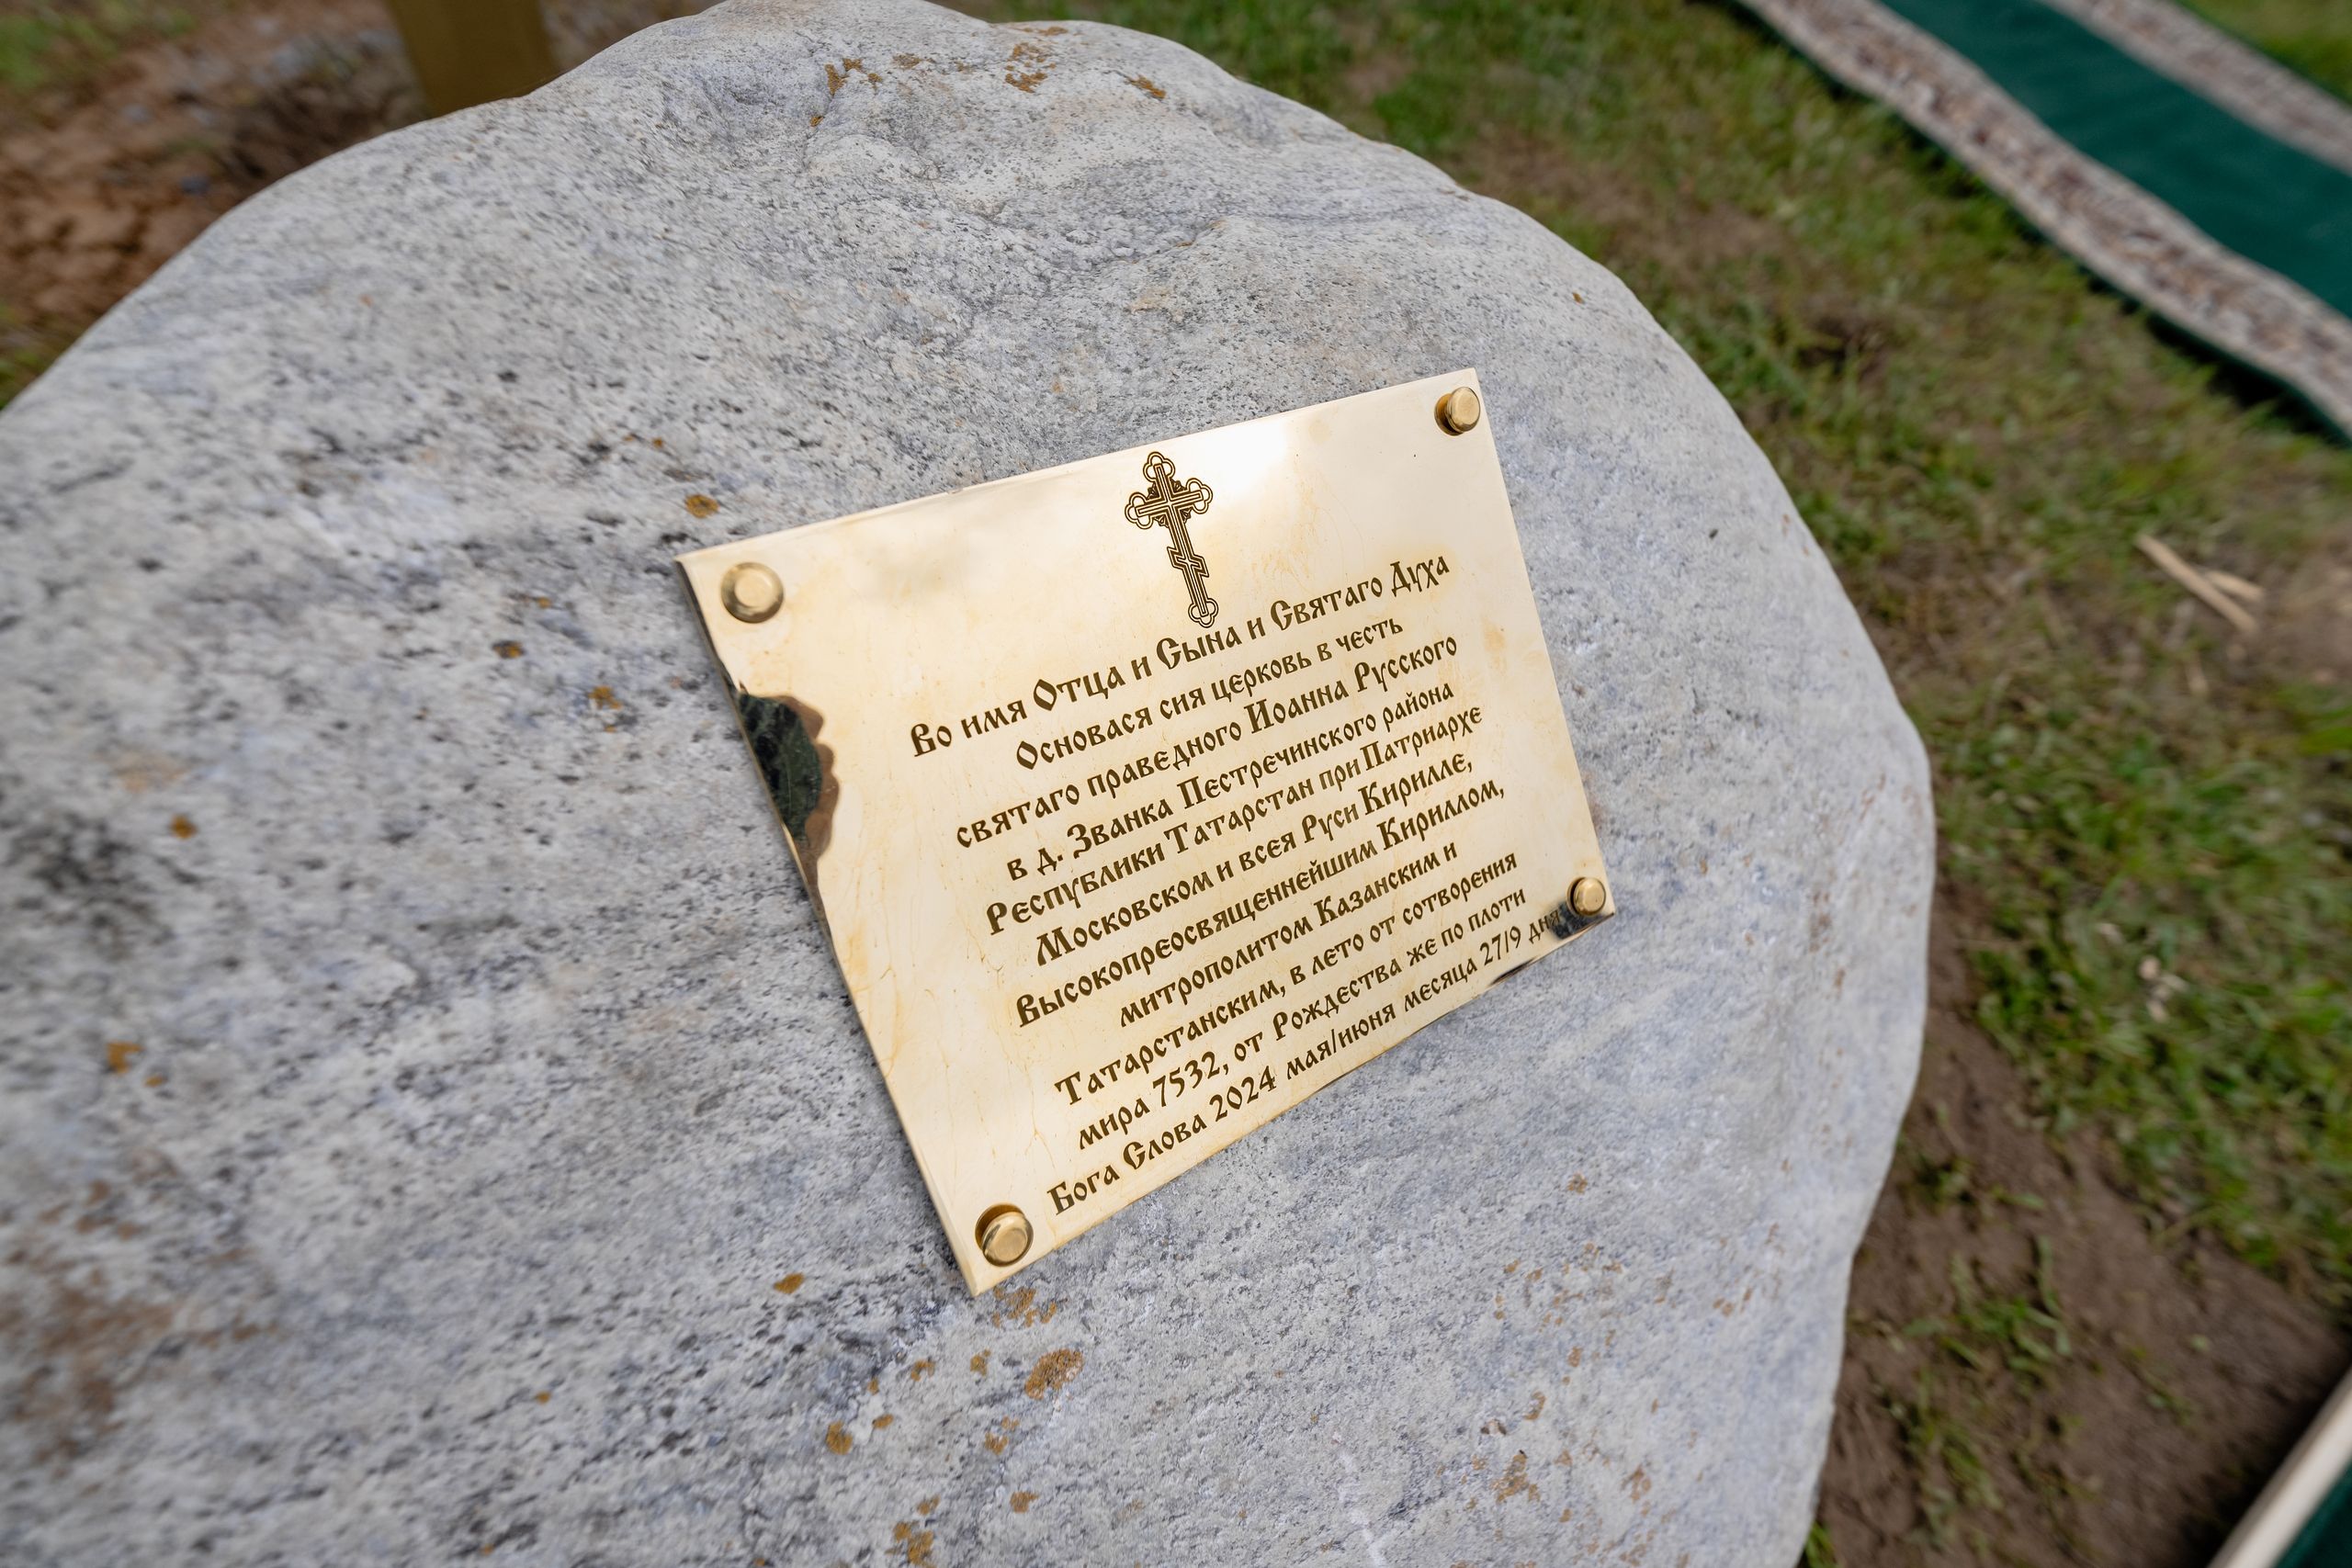 Во имя Отца и Сына и Святаго Духа
Основася сия церковь в честь
святаго праведного Иоанна Русского
в д. Званка Пестречинского района
Республики Татарстан при Патриархе
Московском и всея Руси Кирилле,
Высокопреосвященнейшим Кириллом,
митрополитом Казанским и
Татарстанским, в лето от сотворения
мира 7532, от Рождества же по плоти
Бога Слова 2024 мая/июня месяца 27/9 дня